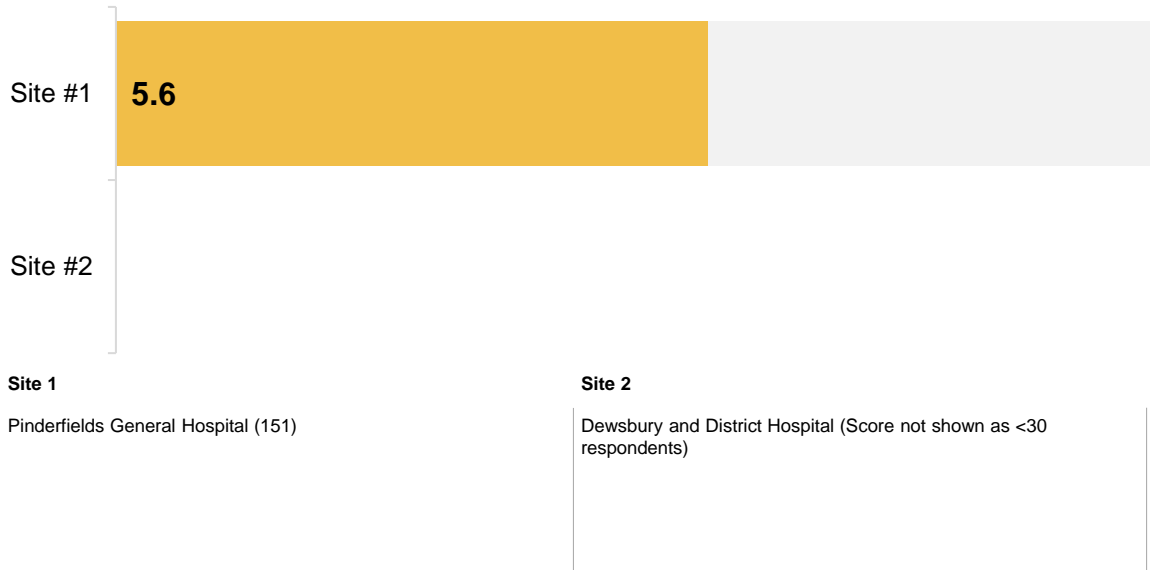 Site #1
5.6
Site #2
Site 1
Site 2
Pinderfields General Hospital (151)
Dewsbury and District Hospital (Score not shown as <30
respondents)